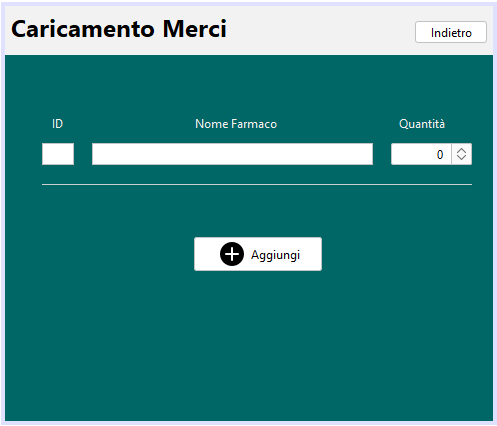 Caricamento Merci
Indietro
ID Nome Farmaco Quantità
0
Aggiungi